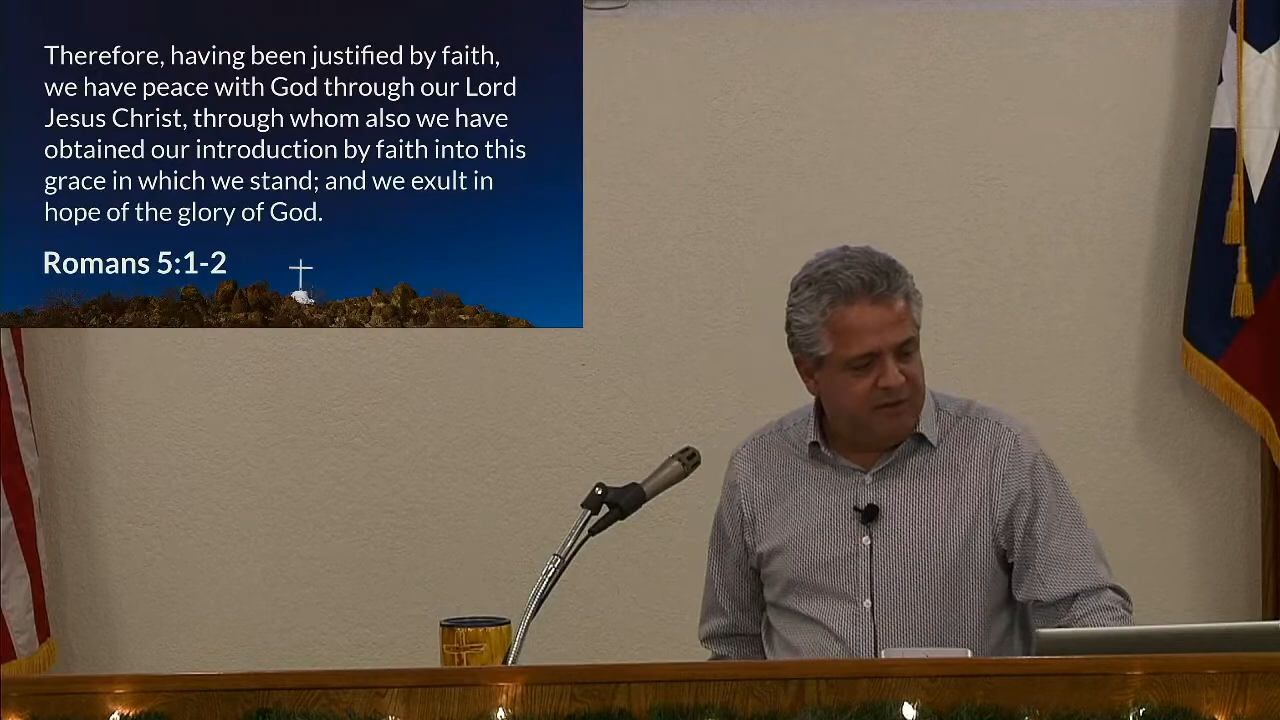 Therefore, having been justified by faith,
we have peace with God through our Lord
Jesus Christ, through whom also we have
obtained our introduction by faith into this
grace in which we stand; and we exult in
hope of the glory of God.
Romans 5:1-2